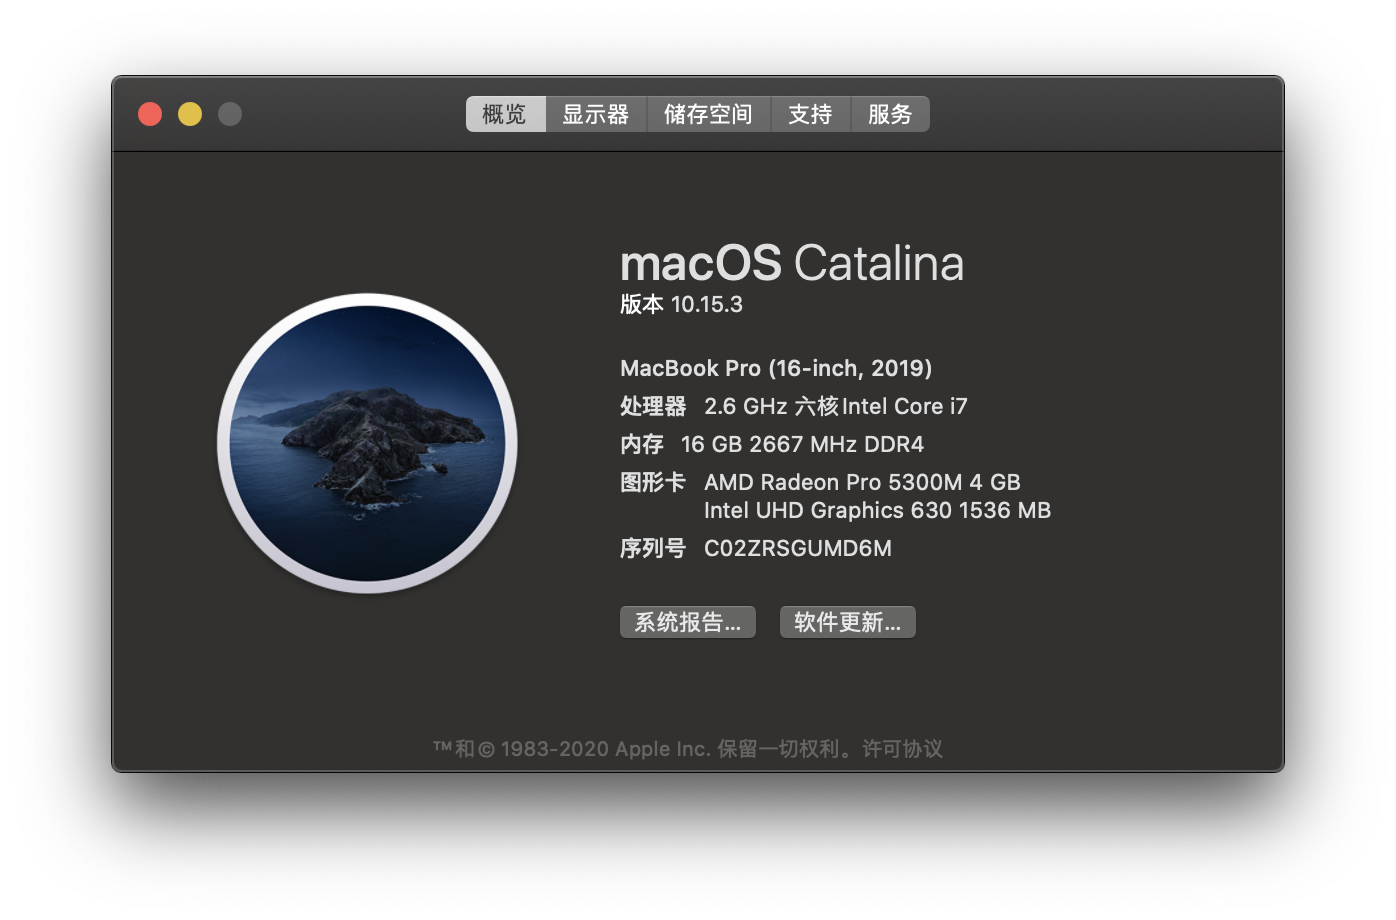 概览 显示器 储存空间 支持 服务
macOS Catalina
版本 10.15.3
MacBook Pro (16-inch, 2019)
处理器 2.6 GHz 六核Intel Core i7
内存 16 GB 2667 MHz DDR4
图形卡 AMD Radeon Pro 5300M 4 GB
Intel UHD Graphics 630 1536 MB
序列号 C02ZRSGUMD6M
系统报告... 软件更新...
™和© 1983-2020 Apple Inc. 保留一切权利。许可协议